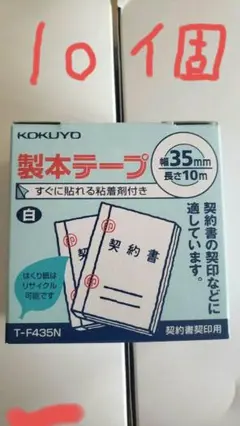 10個
KOKUYO
製本テープ
幅35mm
長さ10m
すぐに貼れる粘着剤付き
白
契約書の契印などに
適しています。
契約書
はくり紙は
リサイクル
可能です
T-F435N
契約書契印用